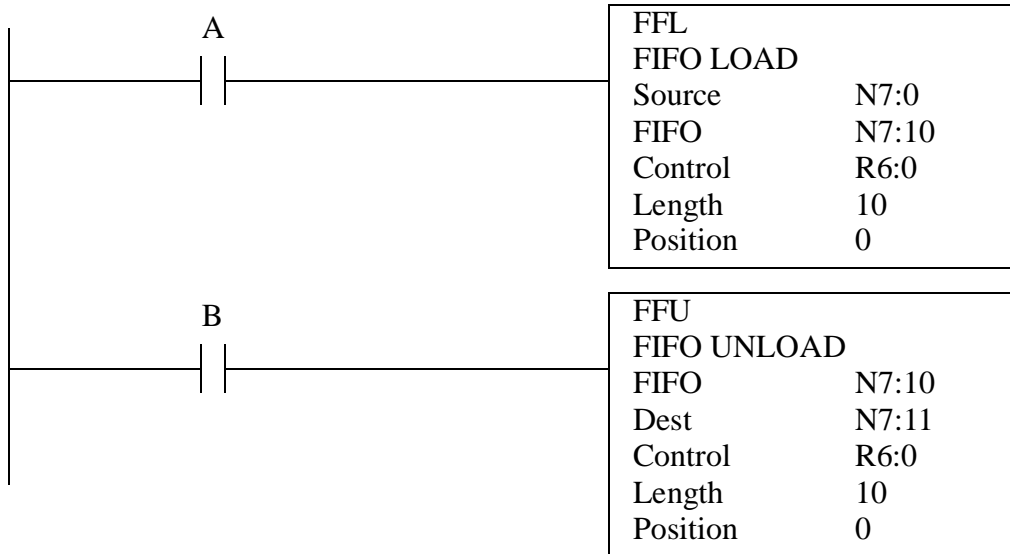 A
FFL
FIFO LOAD
Source N7:0
FIFO N7:10
Control R6:0
Length 10
Position 0
B
FFU
FIFO UNLOAD
FIFO N7:10
Dest N7:11
Control R6:0
Length 10
Position 0